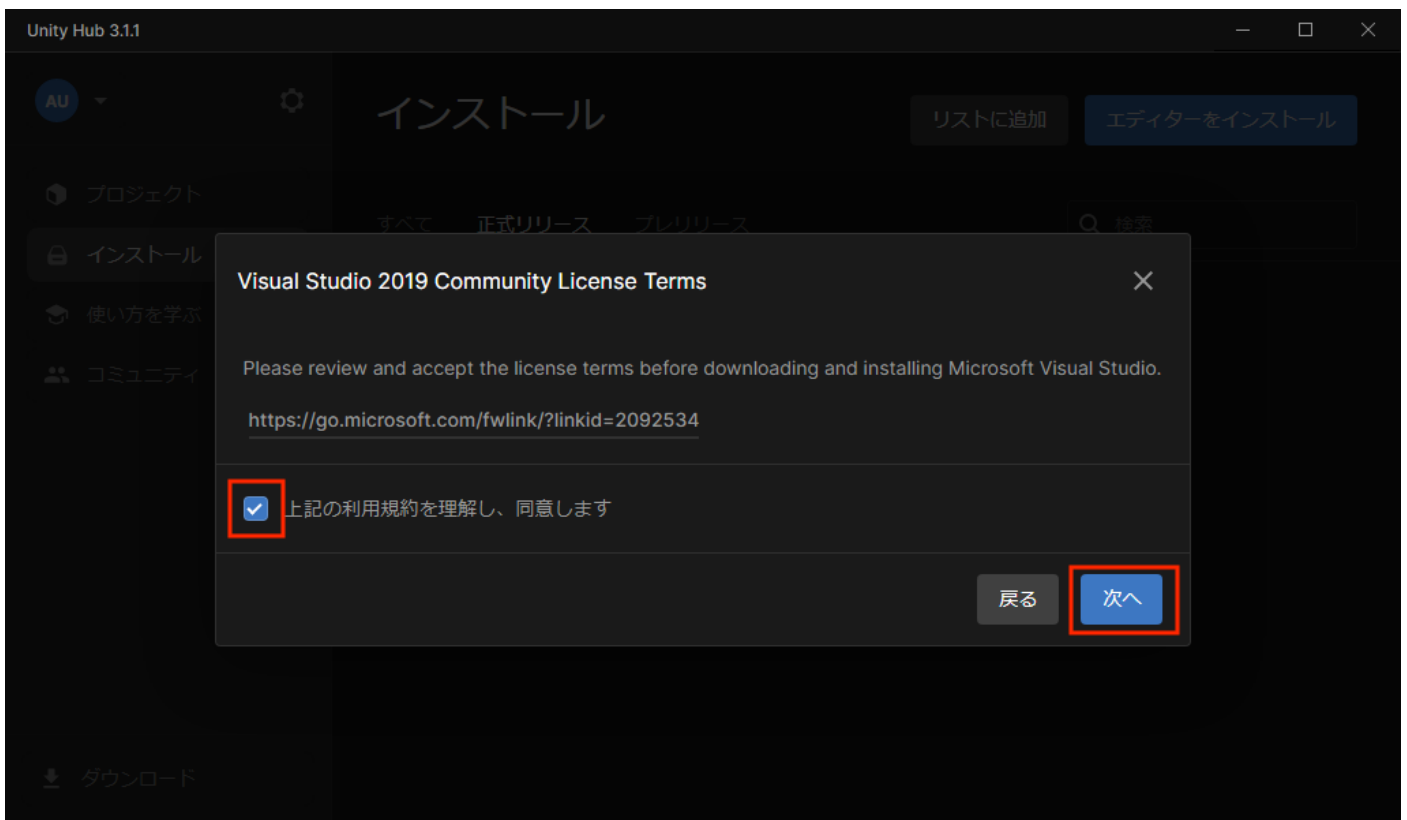 Unity Hub 3.1.1
AU
インストール
リストに追加
エディターをインストール
プロジェクト
すべて
正式リリース
プレリリース
検索
インストール
使い方を学ぶ
コミュニティ
Visual Studio 2019 Community License Terms
Please review and accept the license terms before downloading and installing Microsoft Visual Studio.
https://go.microsoft.com/fwlink/?linkid=2092534
上記の利用規約を理解し、同意します
戻る
次へ
ダウンロード